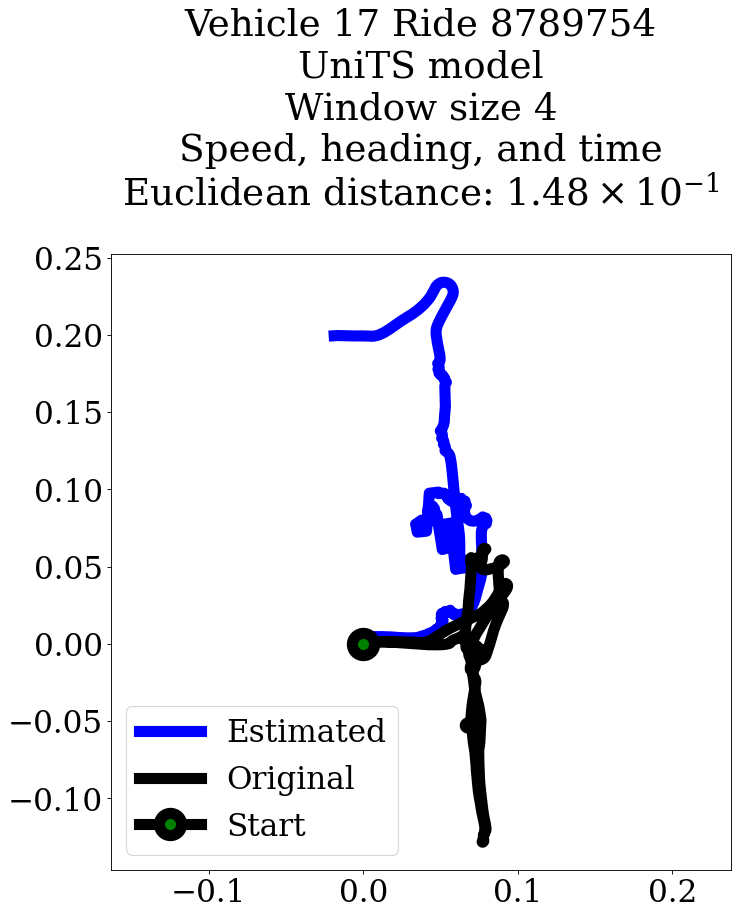 Vehicle 17 Ride 8789754
UniTS model
Window size 4
Speed, heading, and time
Euclidean distance: 1.48 × 10⁻¹
0.25
0.20
0.15
0.10
0.05
0.00
−0.05
−0.10
Estimated
Original
Start
−0.1 0.0 0.1 0.2